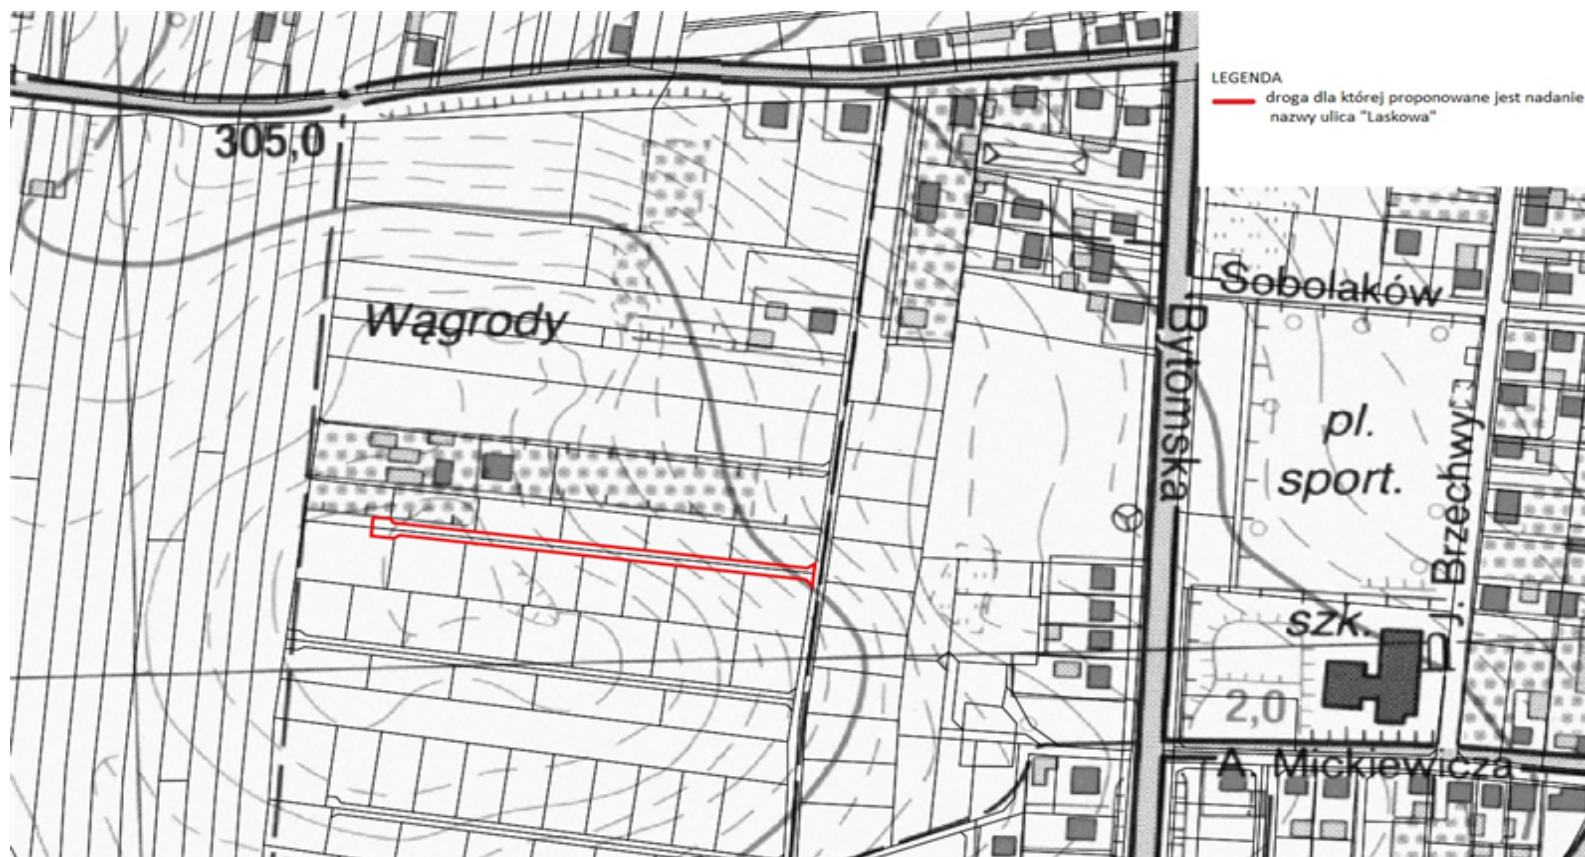 LEGENDA
droga dla której proponowane jest nadanie
nazwy ulica "Laskowa"
305,0
Wągrody
Sobolaków
Bytomska
pl.
sport.
J. Brzechwy
szk.
2,0
A. Mickiewicza